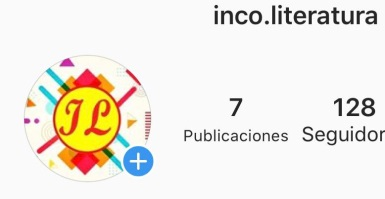 inco.literatura
JL
7 128
Publicaciones Seguidor